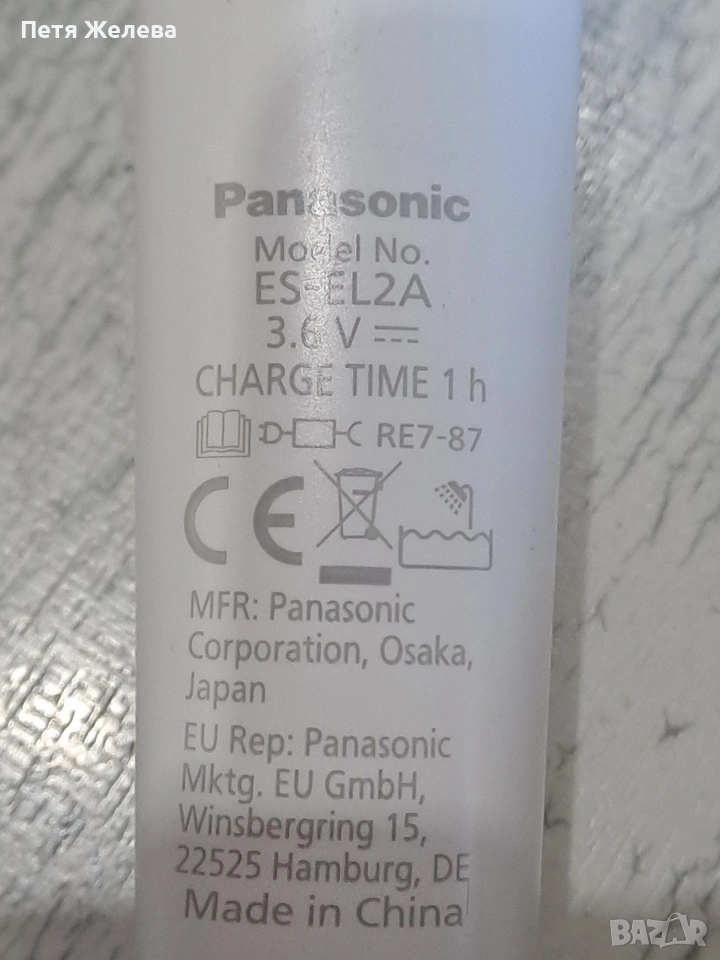 Петя Желева
Panasonic
Model No.
ES-EL2A
3.6 V
CHARGE TIME 1 h
RE7-87
CE
MFR: Panasonic
Corporation, Osaka,
Japan
EU Rep: Panasonic
Mktg. EU GmbH,
Winsbergring 15,
22525 Hamburg, DE
Made in China
BAZAR